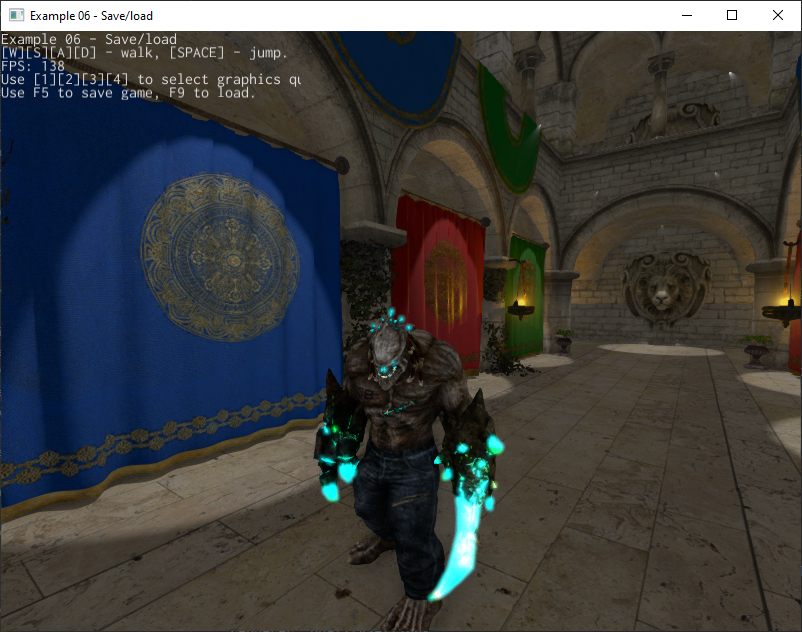 Example 06 - Save/load
Example 06 - Save/load
[W][S][A][D] - walk, [SPACE] - jump.
FPS: 138
Use [1][2][3][4] to select graphics qu
Use F5 to save game, F9 to load.